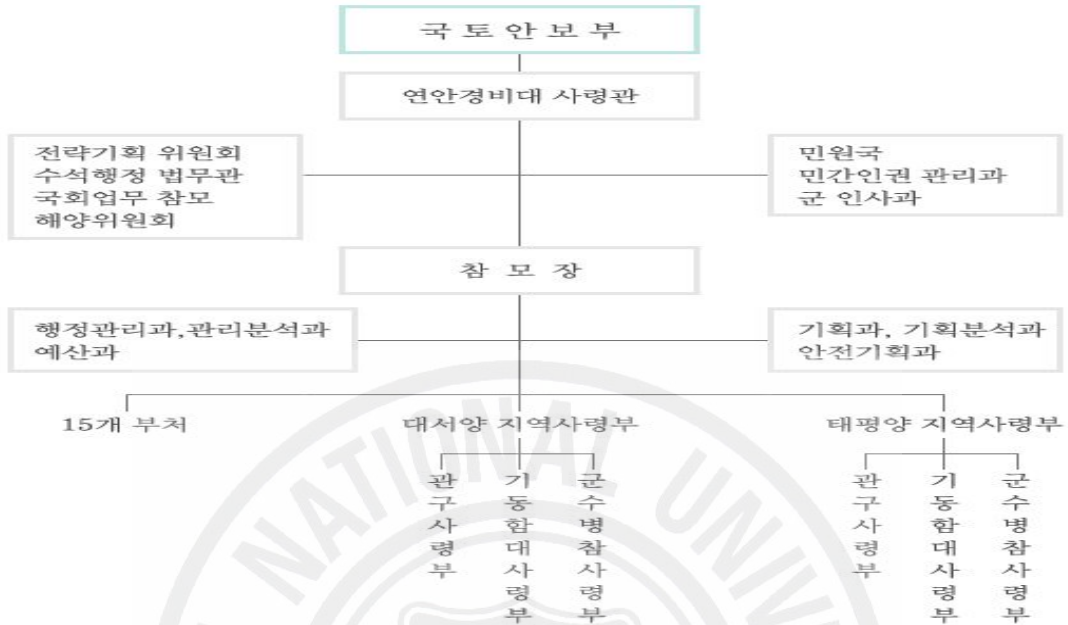 국 토 안 보 부
연안경비대 사령관
전략기획 위원회
수석행정 법무관
국회업무 참모
해양위원회
민원국
민간인권 관리과
군 인사과
참 모 장
행정관리과,관리분석과
예산과
기획과, 기획분석과
안전기획과
15개 부처
대서양 지역사령부
태평양 지역사령부
관구사령부
기동함대사령부
군수병참사령부
관구사령부
기동함대사령부
군수병참사령부
NATIONAL UNIV